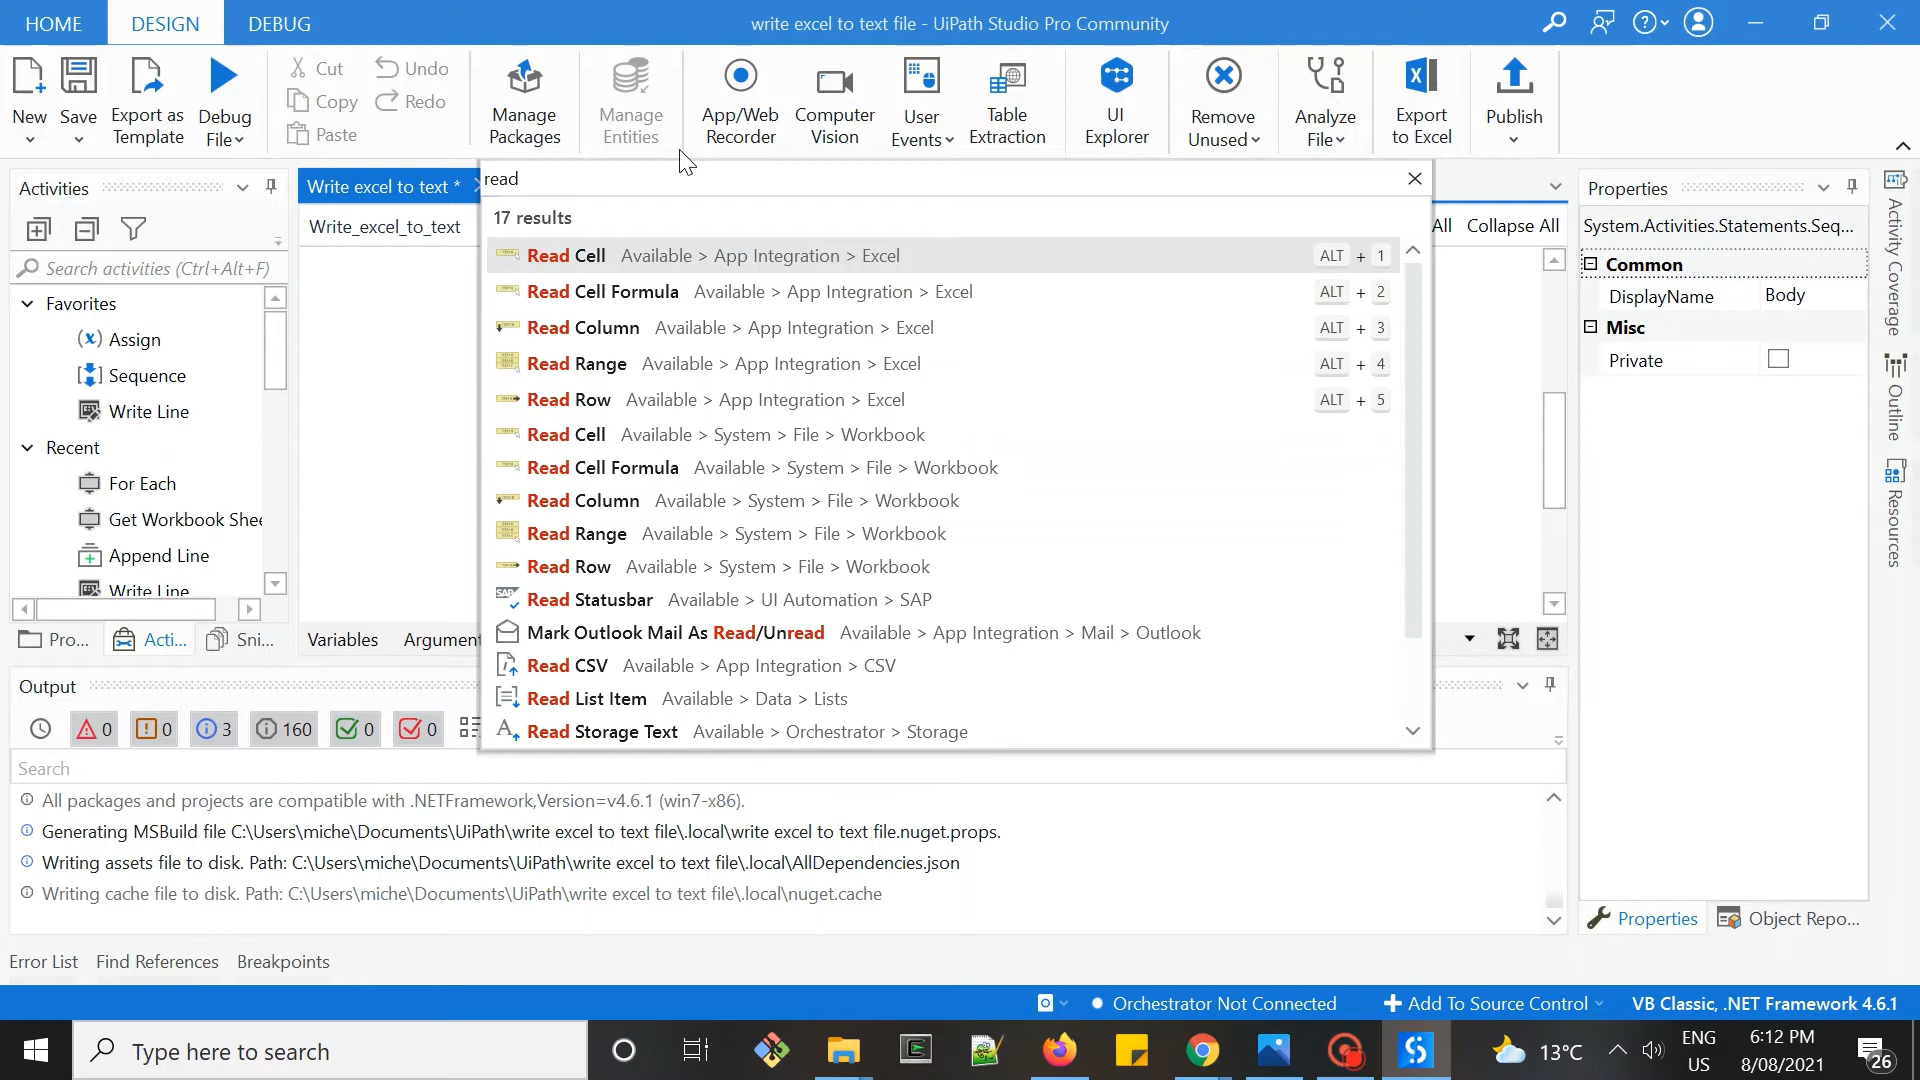 HOME DESIGN DEBUG write excel to text file - UiPath Studio Pro Community
New Save Export as Template Debug File Cut Copy Paste Undo Redo Manage Packages Manage Entities App/Web Recorder Computer Vision User Events Table Extraction UI Explorer Remove Unused Analyze File Export to Excel Publish
Activities
Search activities (Ctrl+Alt+F)
Favorites
Assign
Sequence
Write Line
Recent
For Each
Get Workbook Shee
Append Line
Write Line
Pro... Acti... Sni...
Write excel to text *
Write_excel_to_text
All Collapse All
Variables Argument
read
17 results
Read Cell Available > App Integration > Excel ALT + 1
Read Cell Formula Available > App Integration > Excel ALT + 2
Read Column Available > App Integration > Excel ALT + 3
Read Range Available > App Integration > Excel ALT + 4
Read Row Available > App Integration > Excel ALT + 5
Read Cell Available > System > File > Workbook
Read Cell Formula Available > System > File > Workbook
Read Column Available > System > File > Workbook
Read Range Available > System > File > Workbook
Read Row Available > System > File > Workbook
Read Statusbar Available > UI Automation > SAP
Mark Outlook Mail As Read/Unread Available > App Integration > Mail > Outlook
Read CSV Available > App Integration > CSV
Read List Item Available > Data > Lists
Read Storage Text Available > Orchestrator > Storage
Properties
System.Activities.Statements.Seq...
Common
DisplayName Body
Misc
Private
Properties Object Repo...
Activity Coverage
Outline
Resources
Output
0 0 3 160 0 0
Search
All packages and projects are compatible with .NETFramework,Version=v4.6.1 (win7-x86).
Generating MSBuild file C:\Users\miche\Documents\UiPath\write excel to text file\.local\write excel to text file.nuget.props.
Writing assets file to disk. Path: C:\Users\miche\Documents\UiPath\write excel to text file\.local\AllDependencies.json
Writing cache file to disk. Path: C:\Users\miche\Documents\UiPath\write excel to text file\.local\nuget.cache
Error List Find References Breakpoints
Orchestrator Not Connected Add To Source Control VB Classic, .NET Framework 4.6.1
Type here to search 13°C ENG US 6:12 PM 8/08/2021 26